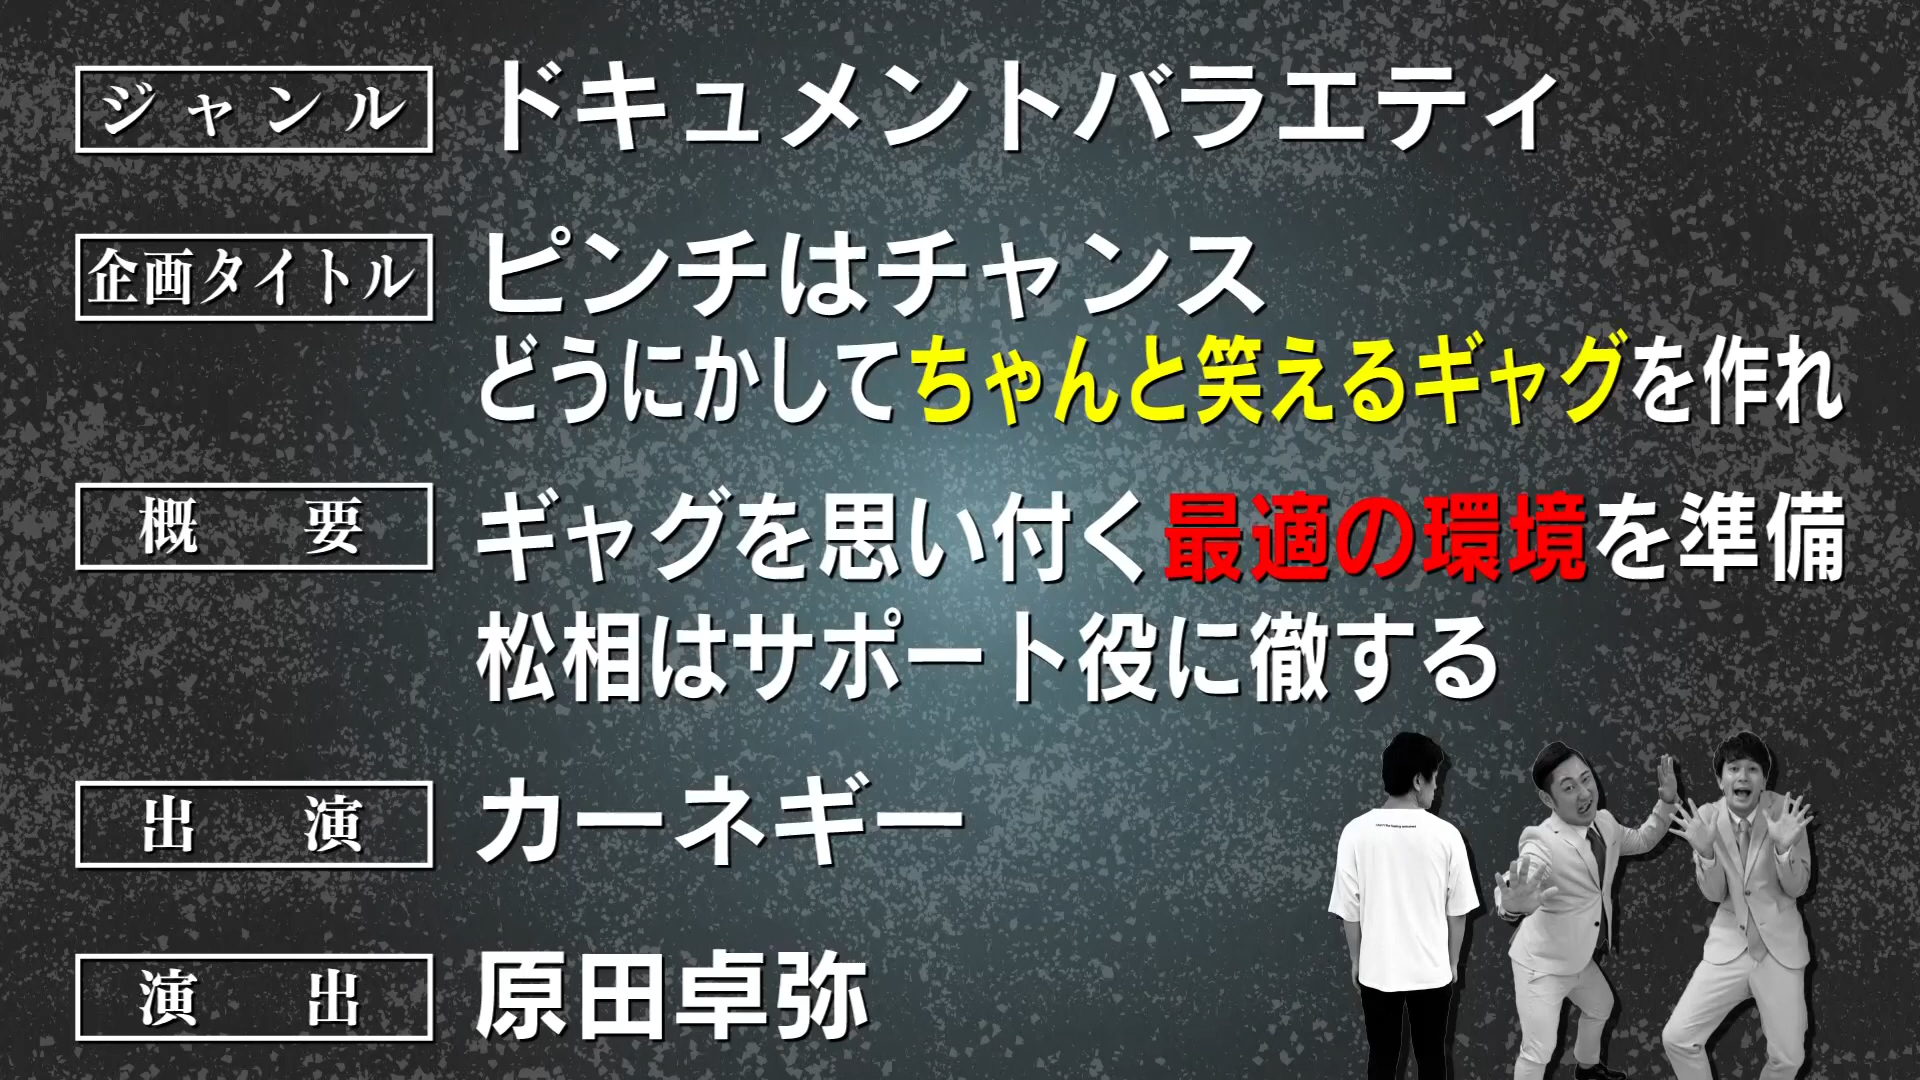 ジャンル ドキュメントバラエティ
企画タイトル ピンチはチャンス
どうにかしてちゃんと笑えるギャグを作れ
概要 ギャグを思い付く最適の環境を準備
松相はサポート役に徹する
出演 カーネギー
演出 原田卓弥